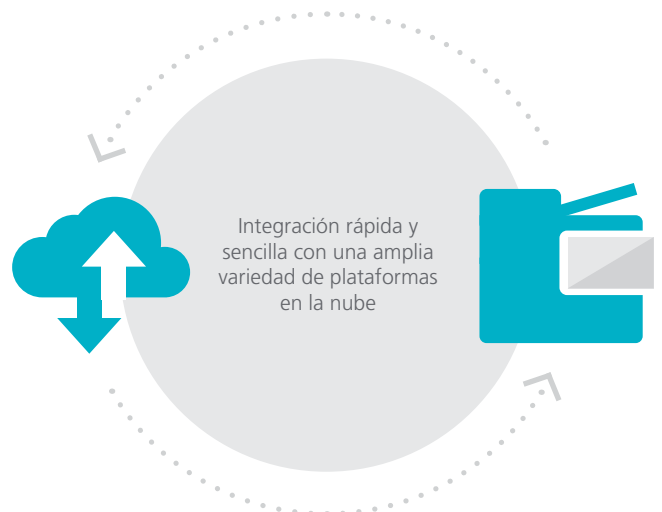 Integración rápida y
sencilla con una amplia
variedad de plataformas
en la nube